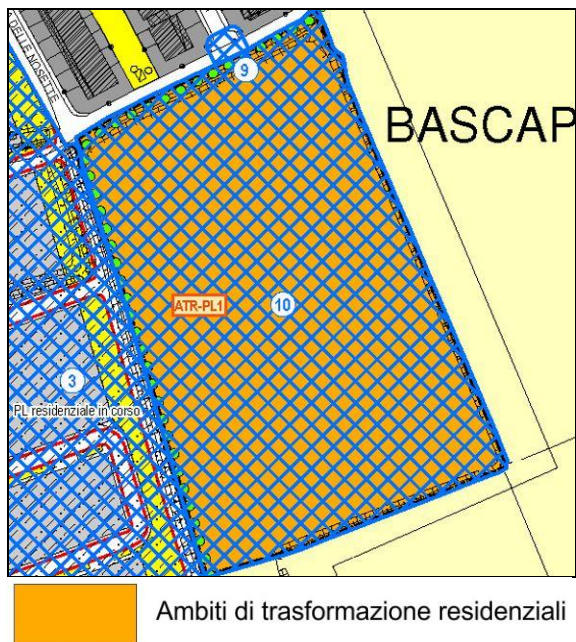 A DELLE NOSETTE
9
BASCAP
ATR-PL1
10
3
PL residenziale in corso
Ambiti di trasformazione residenziali